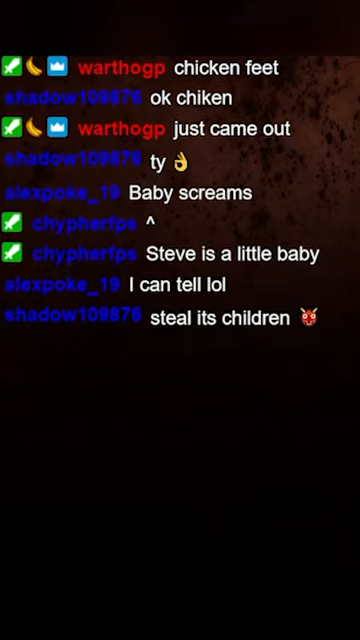 warthogp chicken feet
shadow109876 ok chiken
warthogp just came out
shadow109876 ty 👌
alexpoke_19 Baby screams
chypherfps ^
chypherfps Steve is a little baby
alexpoke_19 I can tell lol
shadow109876 steal its children 👹